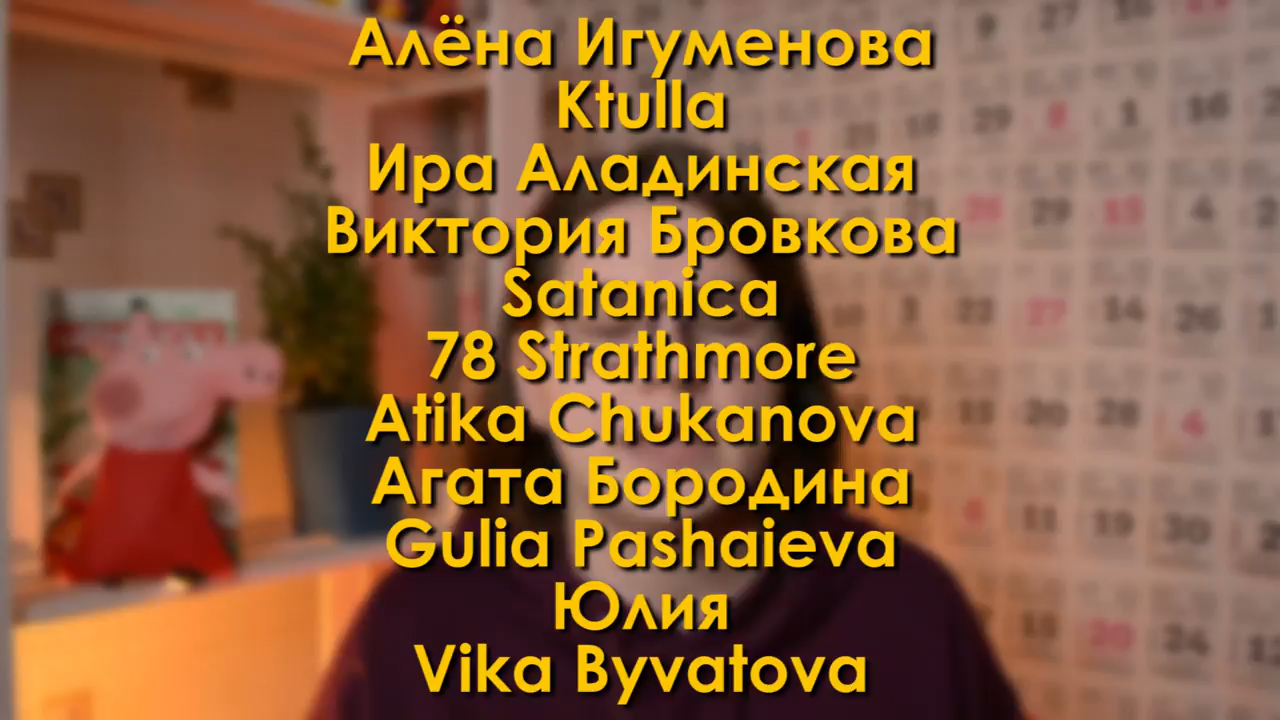 Алёна Игуменова
Ktulla
Ира Аладинская
Виктория Бровкова
Satanica
78 Strathmore
Atika Chukanova
Агата Бородина
Gulia Pashaieva
Юлия
Vika Byvatova